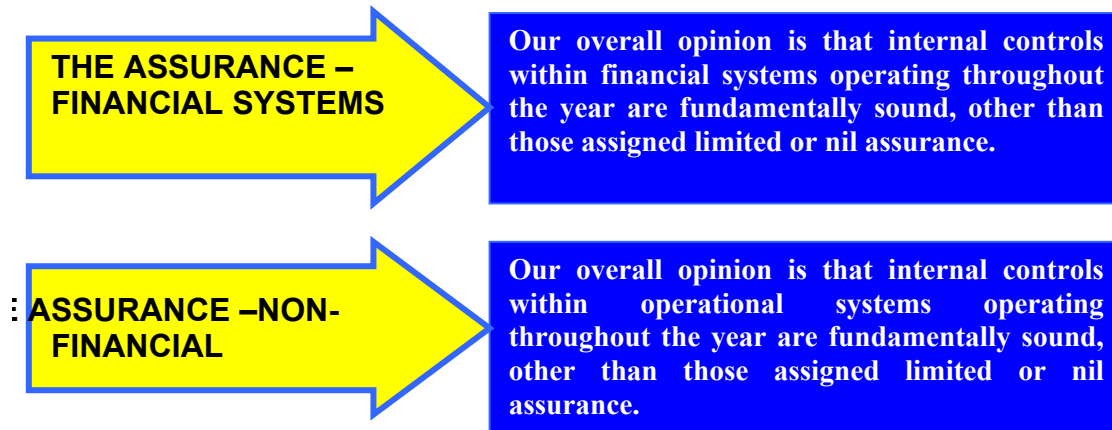 THE ASSURANCE –
FINANCIAL SYSTEMS
Our overall opinion is that internal controls
within financial systems operating throughout
the year are fundamentally sound, other than
those assigned limited or nil assurance.
ASSURANCE –NON-
FINANCIAL
Our overall opinion is that internal controls
within operational systems operating
throughout the year are fundamentally sound,
other than those assigned limited or nil
assurance.